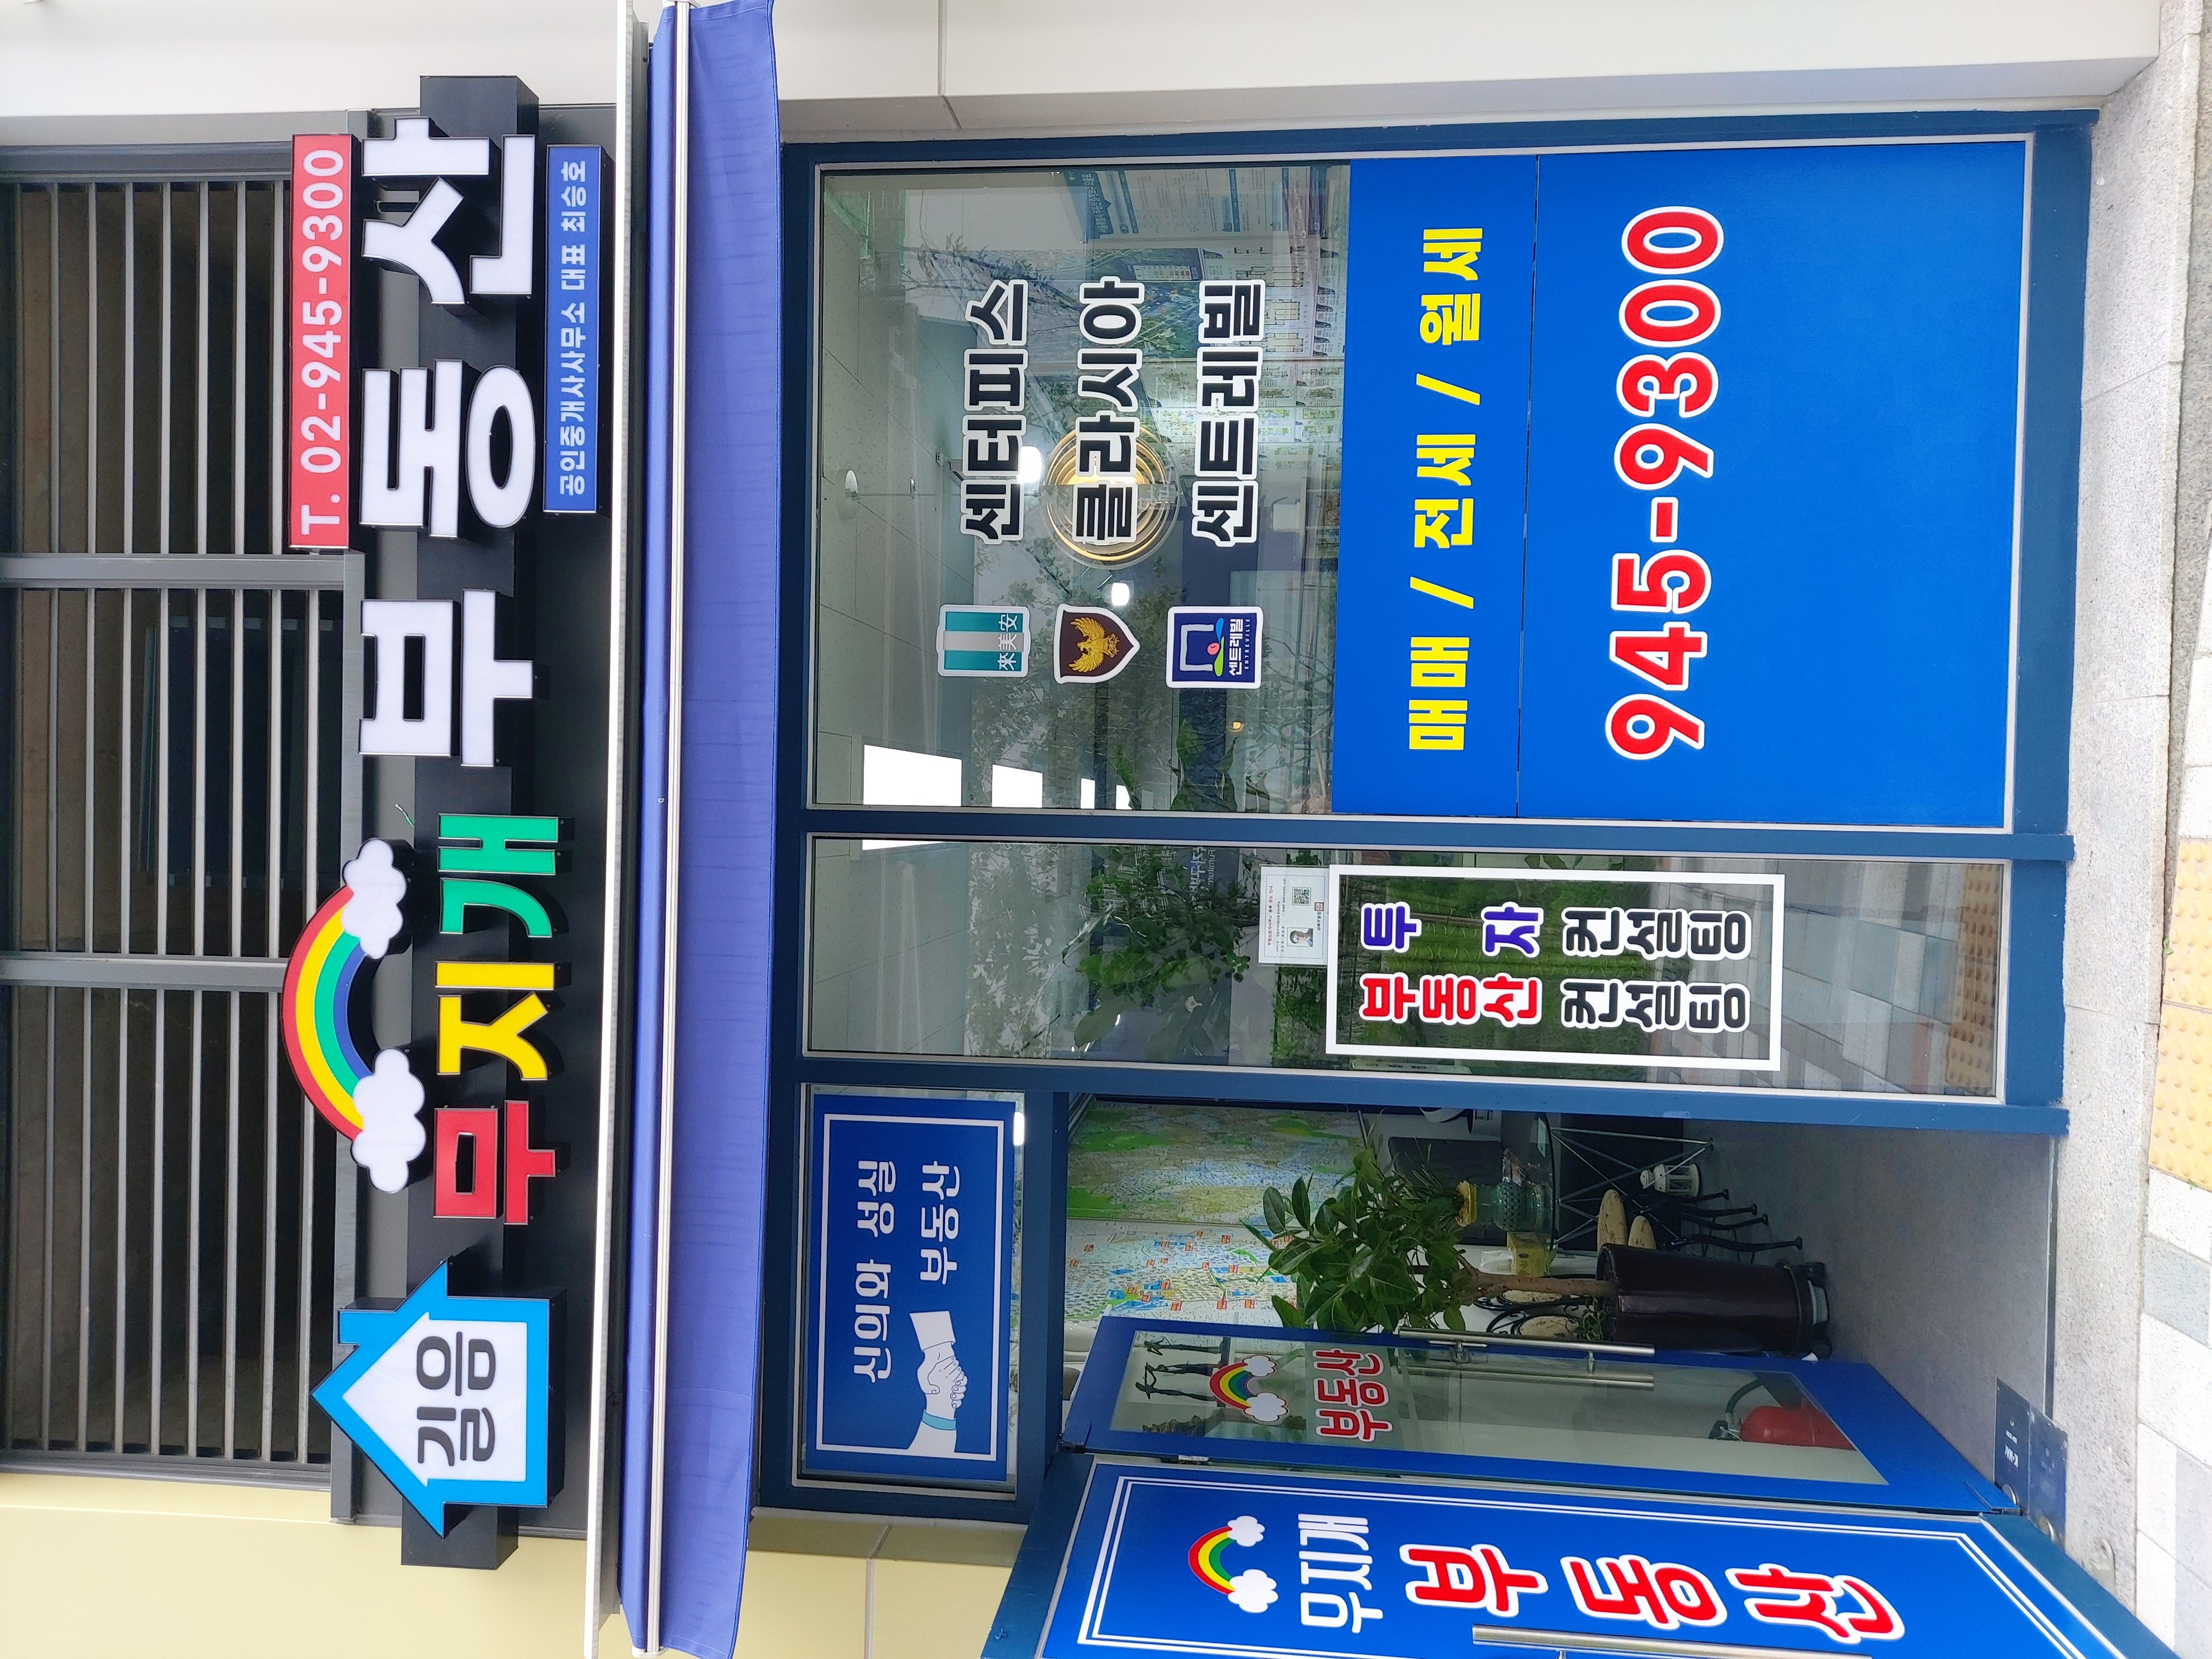 T. 02-945-9300
길음 무지개 부동산
공인중개사사무소 대표 최승호
신의와 성실
부동산
來美安
센터피스
클라시아
센트레빌
ENTREVILLE
센트레빌
매매 / 전세 / 월세
945-9300
부동산 컨설팅
투 자 컨설팅
부동산
무지개
부동산